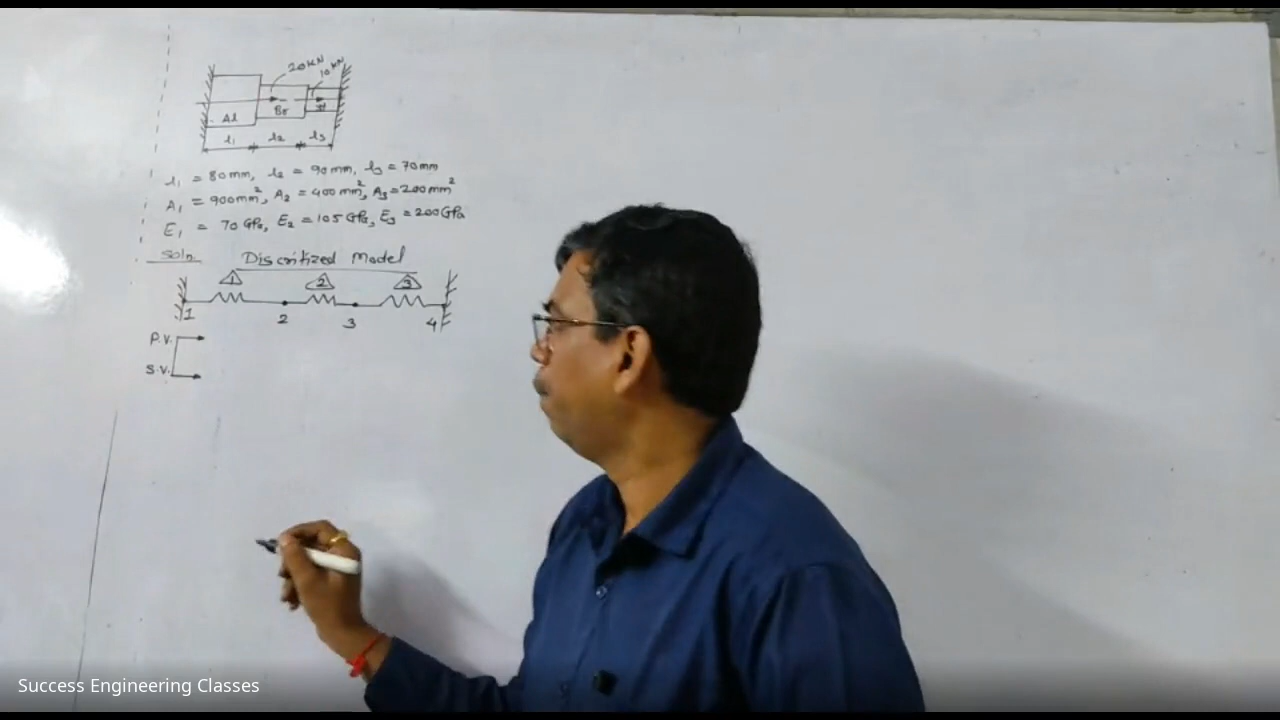 20KN
10KN
Al Br
l1 l2 l3
l1 = 80mm, l2 = 90mm, l3 = 70mm
A1 = 900mm², A2 = 400mm², A3 = 200mm²
E1 = 70 GPa, E2 = 105 GPa, E3 = 200 GPa
Soln Discritized Model
1 2 3
1 2 3 4
P.V.
S.V.
Success Engineering Classes